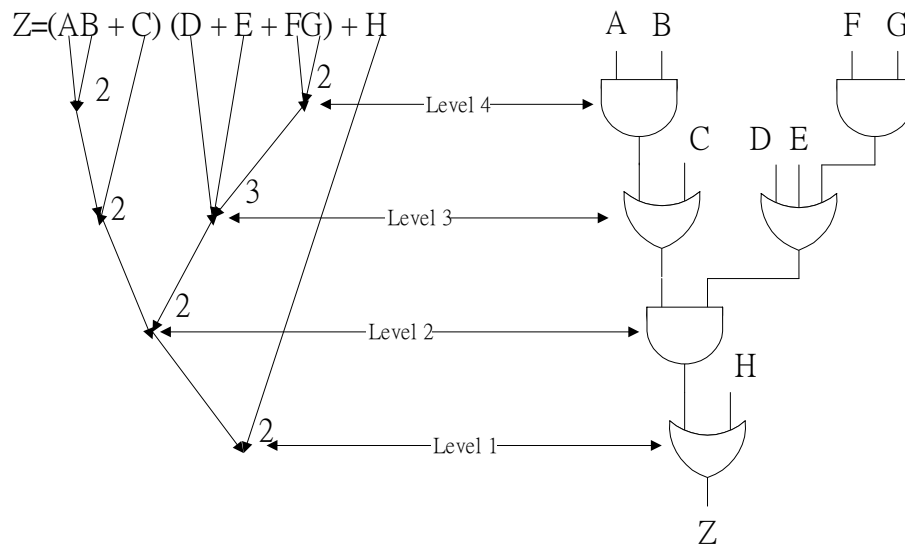 Z=(AB + C) (D + E + FG) + H
A B F G
2 2
Level 4
C D E
2 3
Level 3
2
Level 2
H
2
Level 1
Z